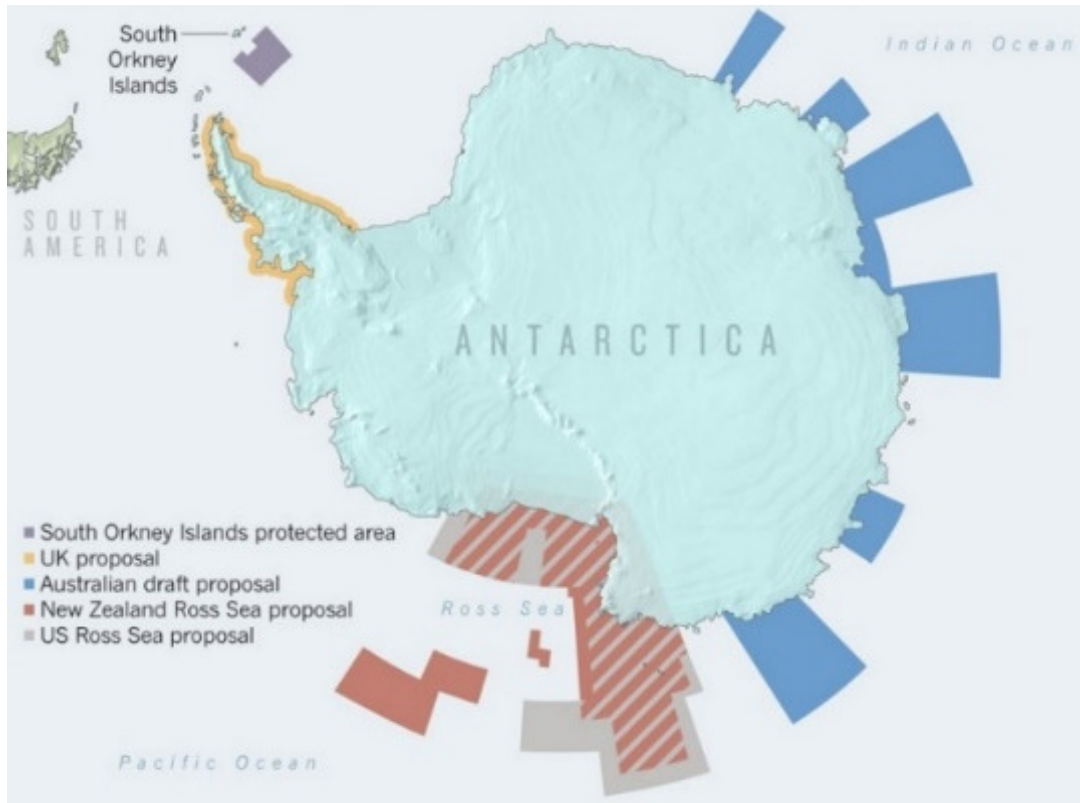 South
Orkney
Islands
Indian Ocean
SOUTH
AMERICA
ANTARCTICA
South Orkney Islands protected area
UK proposal
Australian draft proposal
New Zealand Ross Sea proposal
US Ross Sea proposal
Ross Sea
Pacific Ocean